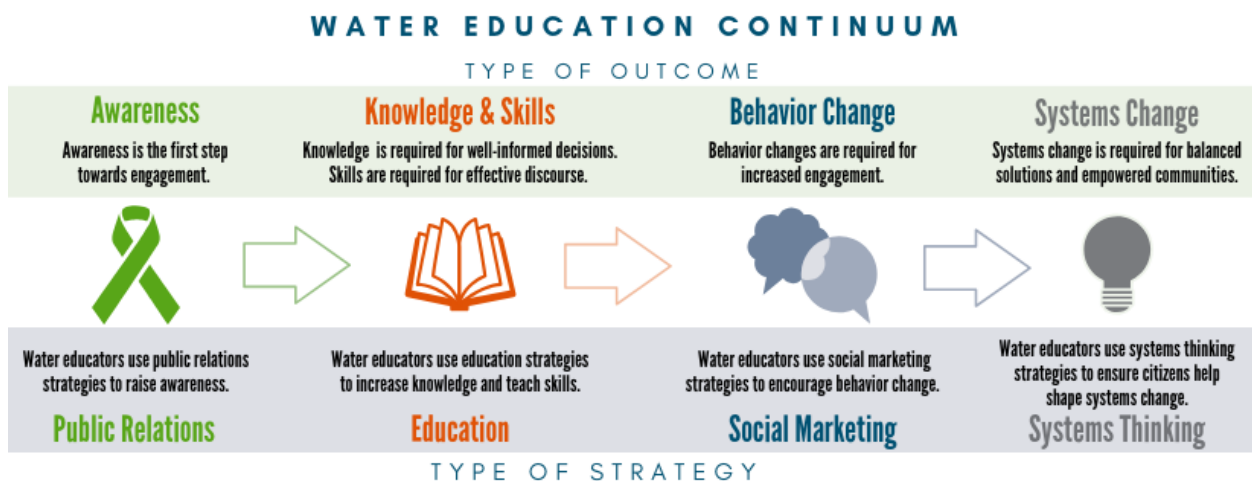 WATER EDUCATION CONTINUUM
TYPE OF OUTCOME
Awareness
Awareness is the first step
towards engagement.
Knowledge & Skills
Knowledge is required for well-informed decisions.
Skills are required for effective discourse.
Behavior Change
Behavior changes are required for
increased engagement.
Systems Change
Systems change is required for balanced
solutions and empowered communities.
Water educators use public relations
strategies to raise awareness.
Public Relations
Water educators use education strategies
to increase knowledge and teach skills.
Education
Water educators use social marketing
strategies to encourage behavior change.
Social Marketing
Water educators use systems thinking
strategies to ensure citizens help
shape systems change.
Systems Thinking
TYPE OF STRATEGY